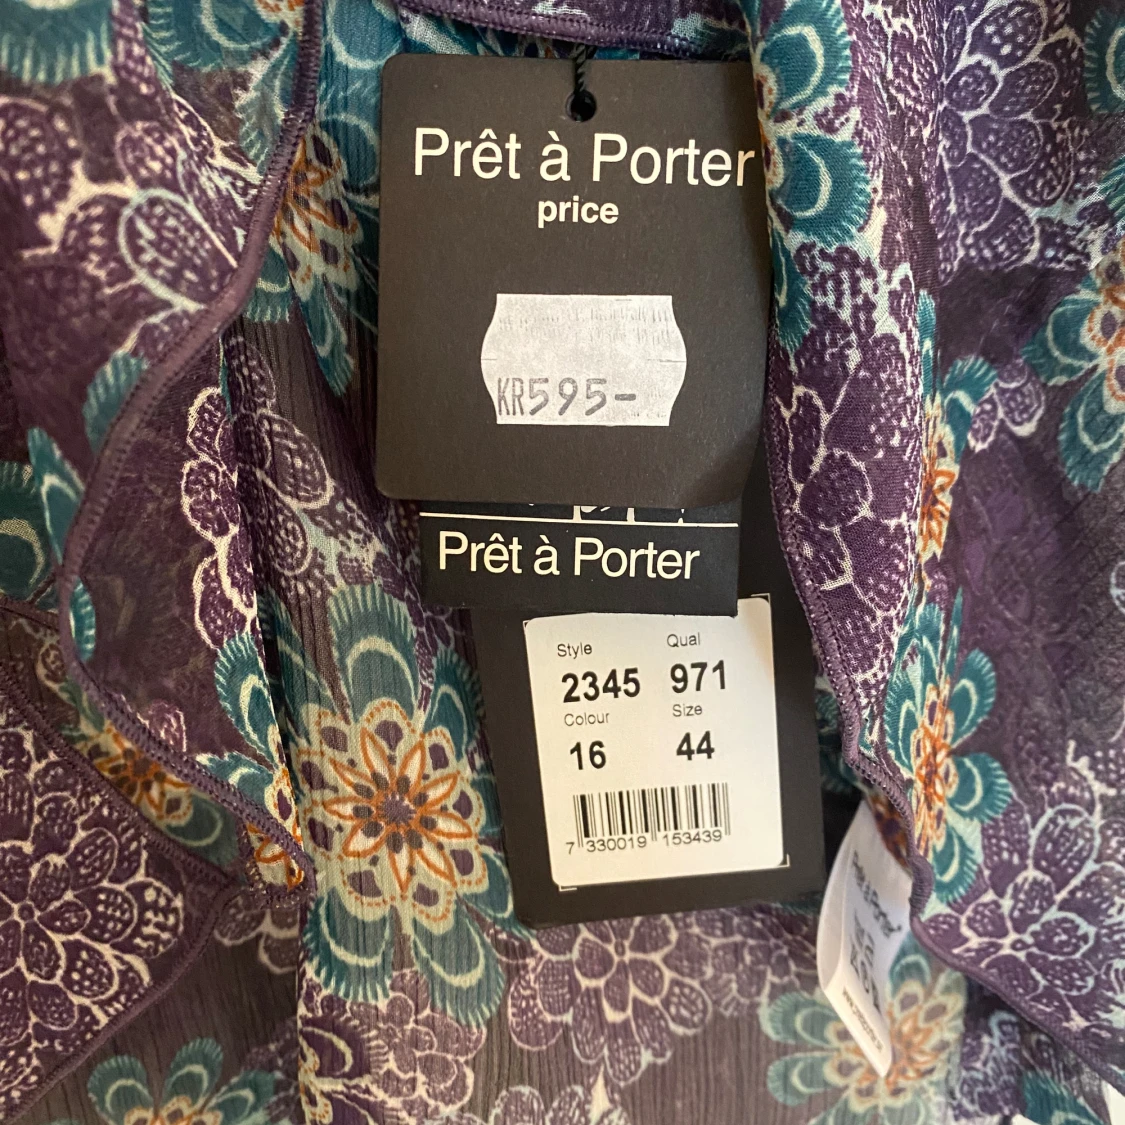 Prêt à Porter
price
KR595-
Prêt à Porter
Style Qual
2345 971
Colour Size
16 44
7 330019 153439